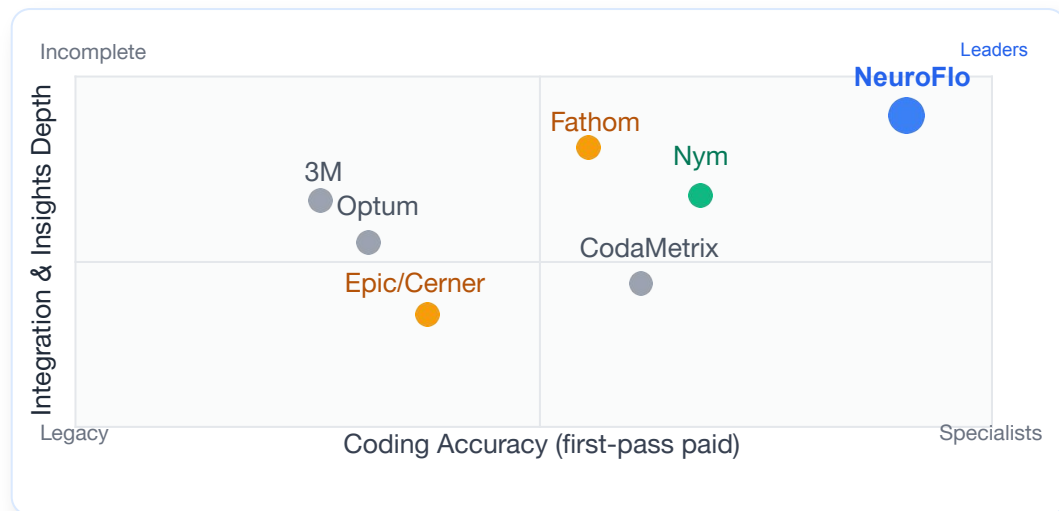 Incomplete
Leaders
NeuroFlo
Fathom
Nym
3M
Optum
CodaMetrix
Epic/Cerner
Integration & Insights Depth
Legacy
Specialists
Coding Accuracy (first-pass paid)